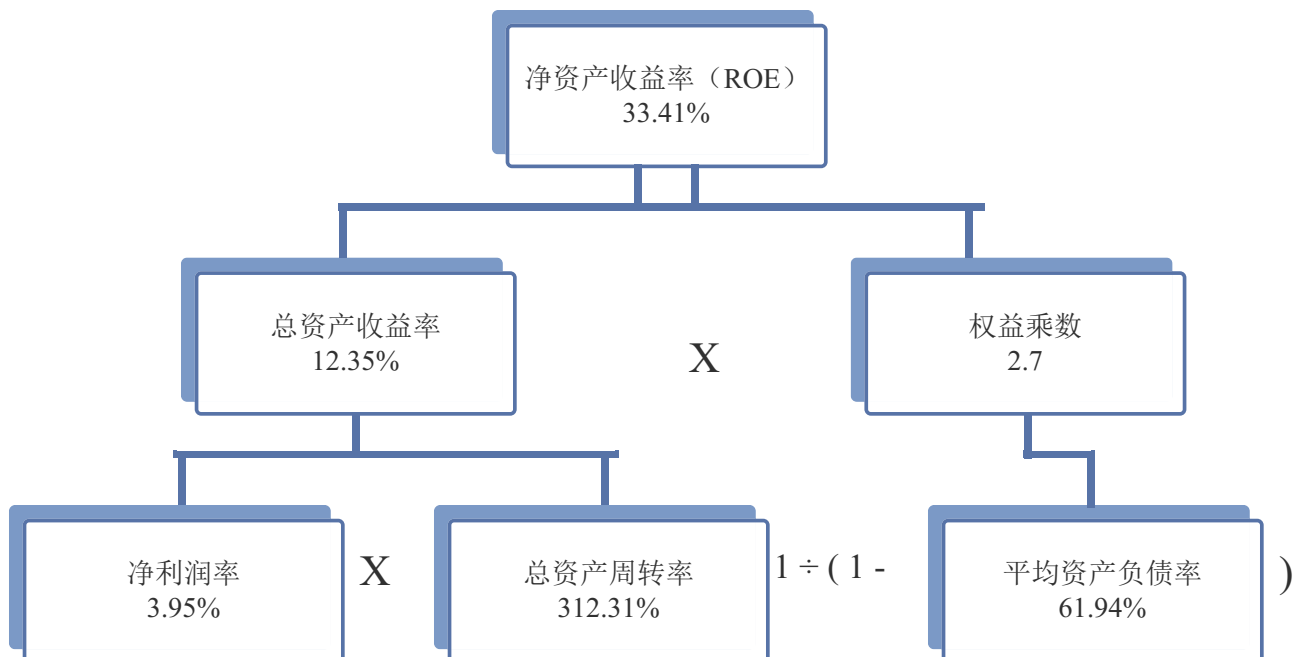 净资产收益率（ROE）
33.41%
总资产收益率
12.35%
X
权益乘数
2.7
净利润率
3.95%
X
总资产周转率
312.31%
1 ÷ ( 1 -
平均资产负债率
61.94%
)